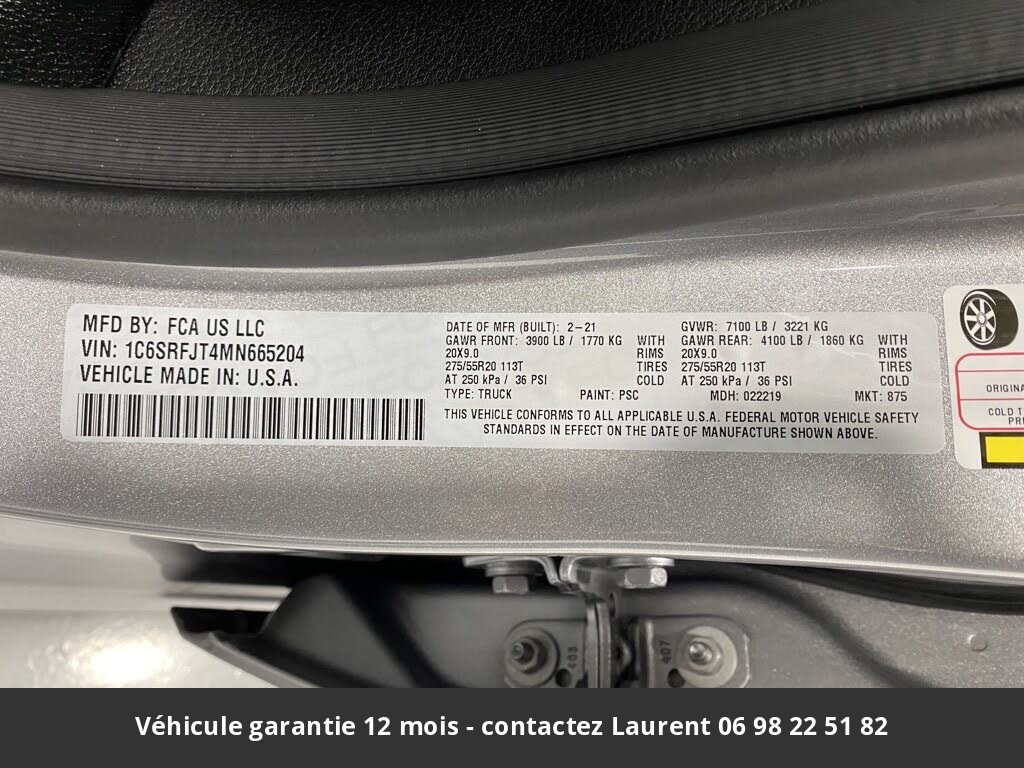 MFD BY: FCA US LLC
VIN: 1C6SRFJT4MN665204
VEHICLE MADE IN: U.S.A.
DATE OF MFR (BUILT): 2-21 GVWR: 7100 LB / 3221 KG
GAWR FRONT: 3900 LB / 1770 KG WITH GAWR REAR: 4100 LB / 1860 KG WITH
20X9.0 RIMS 20X9.0 RIMS
275/55R20 113T TIRES 275/55R20 113T TIRES
AT 250 kPa / 36 PSI COLD AT 250 kPa / 36 PSI COLD
TYPE: TRUCK PAINT: PSC MDH: 022219 MKT: 875
THIS VEHICLE CONFORMS TO ALL APPLICABLE U.S.A. FEDERAL MOTOR VEHICLE SAFETY
STANDARDS IN EFFECT ON THE DATE OF MANUFACTURE SHOWN ABOVE.
COLD
408
407
Véhicule garantie 12 mois - contactez Laurent 06 98 22 51 82